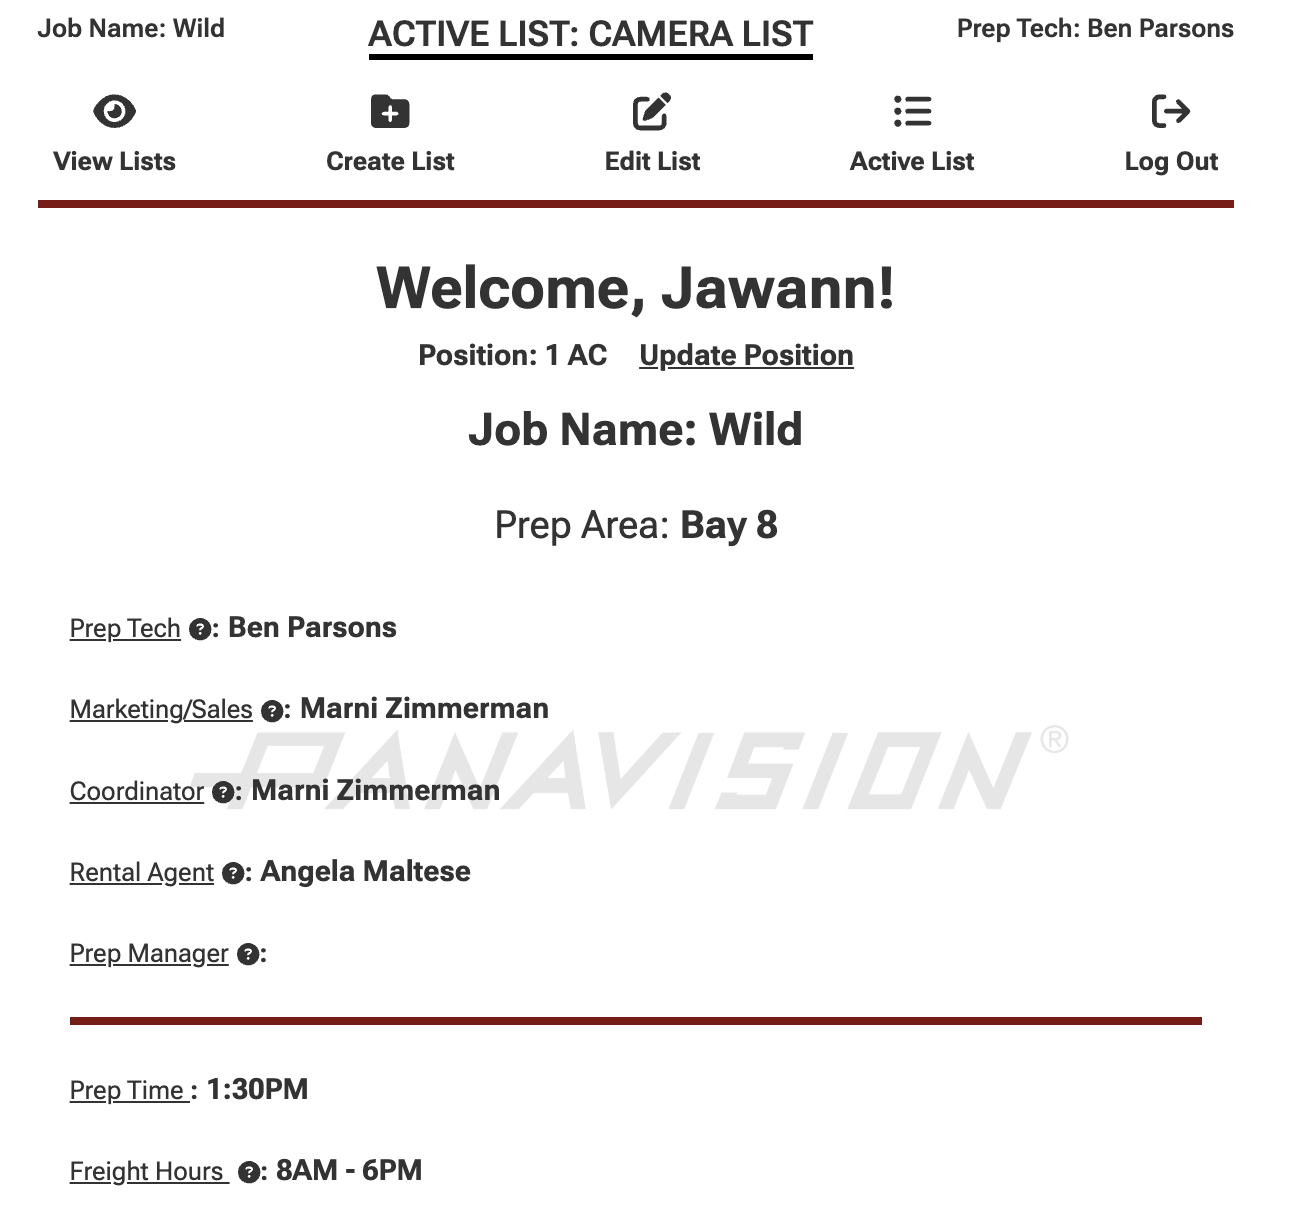 Job Name: Wild
ACTIVE LIST: CAMERA LIST
Prep Tech: Ben Parsons
View Lists
Create List
Edit List
Active List
Log Out
Welcome, Jawann!
Position: 1 AC Update Position
Job Name: Wild
Prep Area: Bay 8
Prep Tech ?: Ben Parsons
Marketing/Sales ?: Marni Zimmerman
PANAVISION®
Coordinator ?: Marni Zimmerman
Rental Agent ?: Angela Maltese
Prep Manager ?:
Prep Time : 1:30PM
Freight Hours ?: 8AM - 6PM